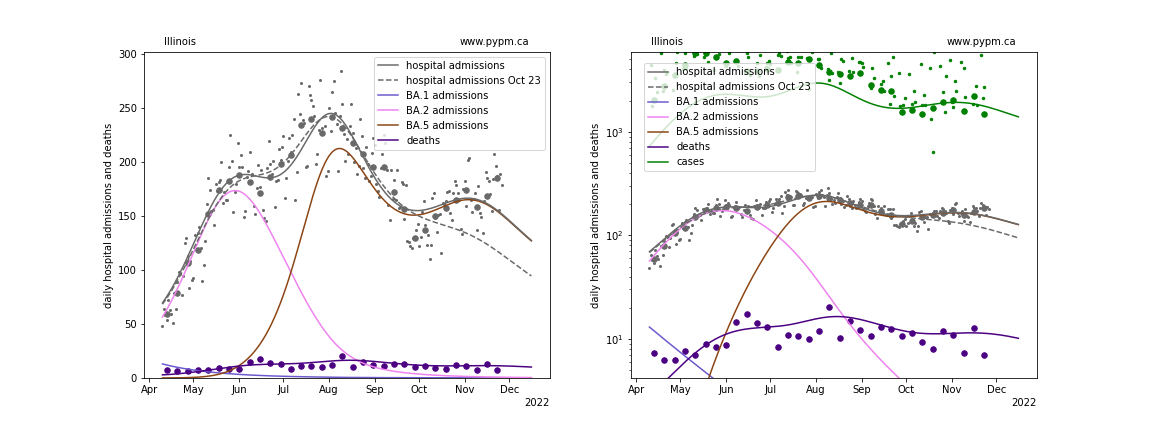 Illinois
www.pypm.ca
daily hospital admissions and deaths
300
250
200
150
100
50
0
hospital admissions
hospital admissions Oct 23
BA.1 admissions
BA.2 admissions
BA.5 admissions
deaths
Apr May Jun Jul Aug Sep Oct Nov Dec
2022
Illinois
www.pypm.ca
daily hospital admissions and deaths
10³
10²
10¹
hospital admissions
hospital admissions Oct 23
BA.1 admissions
BA.2 admissions
BA.5 admissions
deaths
cases
Apr May Jun Jul Aug Sep Oct Nov Dec
2022